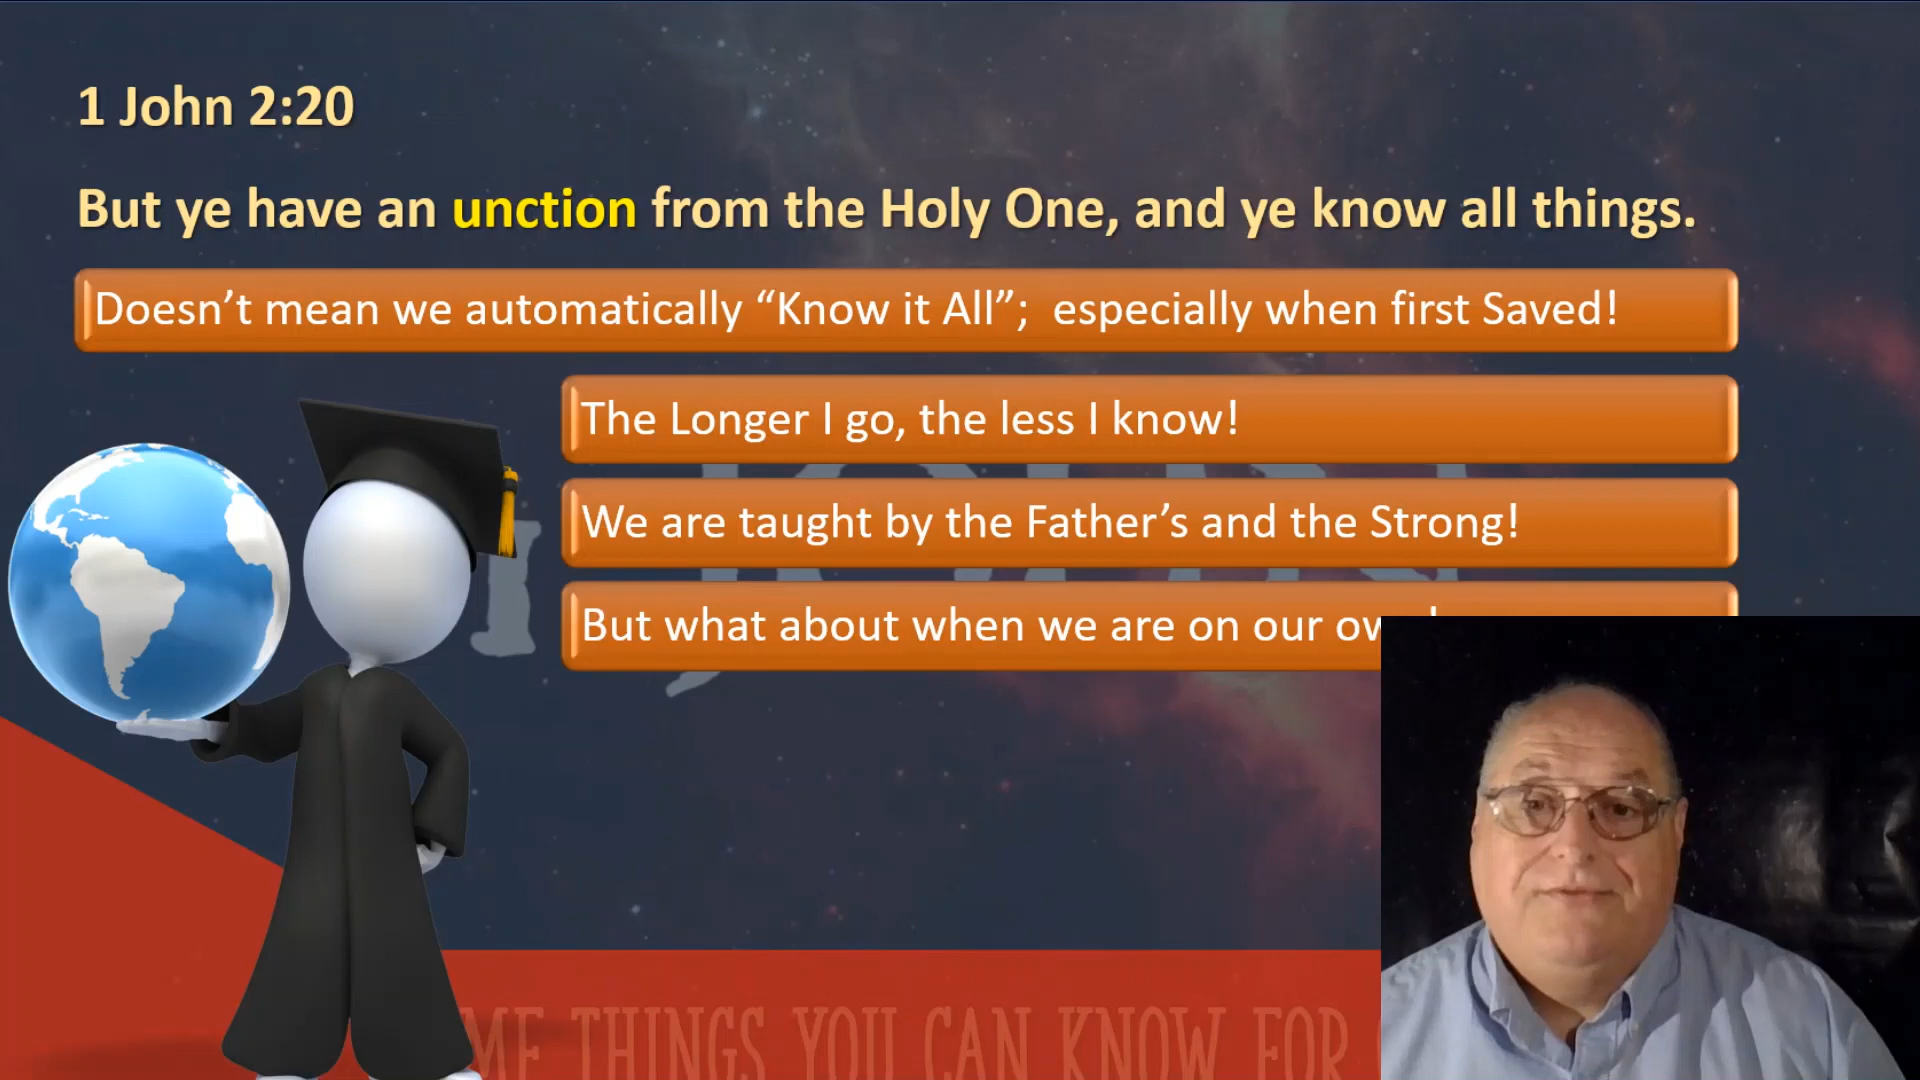 1 John 2:20
But ye have an unction from the Holy One, and ye know all things.
Doesn’t mean we automatically “Know it All”;  especially when first Saved!
The Longer I go, the less I know!
We are taught by the Father’s and the Strong!
But what about when we are on our
THINGS YOU CAN KNOW FOR